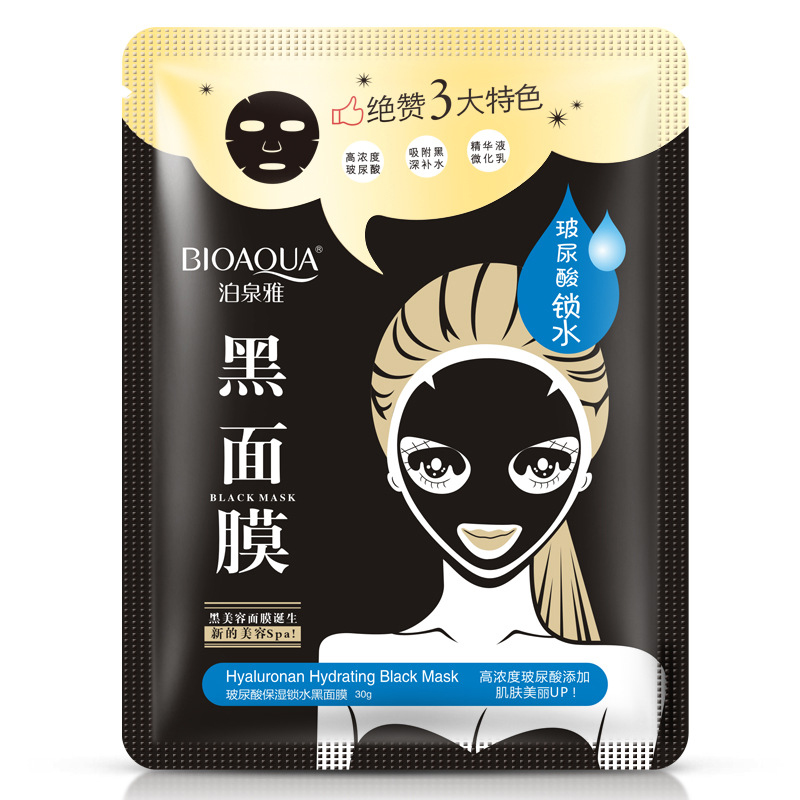 绝赞3大特色
高浓度
玻尿酸
吸附黑
深补水
精华液
微化乳
玻尿酸锁水
BIOAQUA®
泊泉雅
黑面膜
BLACK MASK
黑美容面膜诞生
新的美容Spa!
Hyaluronan Hydrating Black Mask
玻尿酸保湿锁水黑面膜 30g
高浓度玻尿酸添加
肌肤美丽UP!